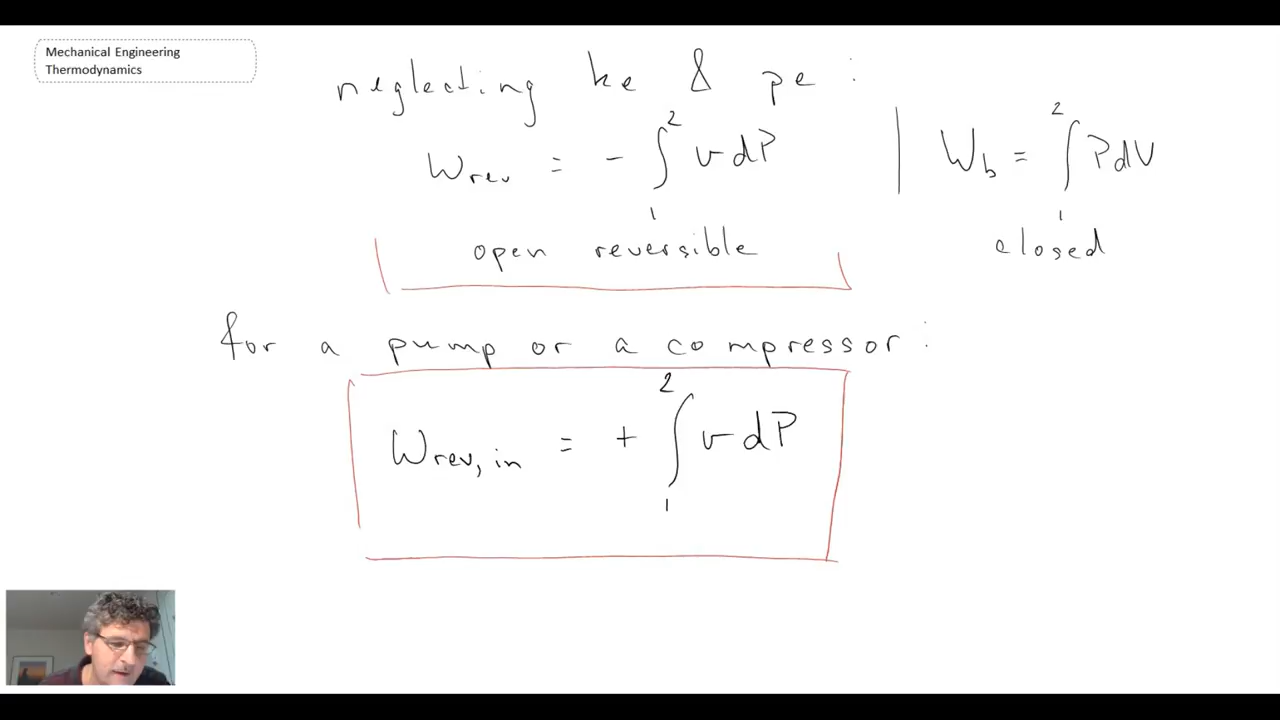 Mechanical Engineering
Thermodynamics
neglecting ke & pe :
Wrev = - ∫₁² v dP | Wb = ∫₁² P dV
open reversible closed
for a pump or a compressor :
Wrev, in = + ∫₁² v dP